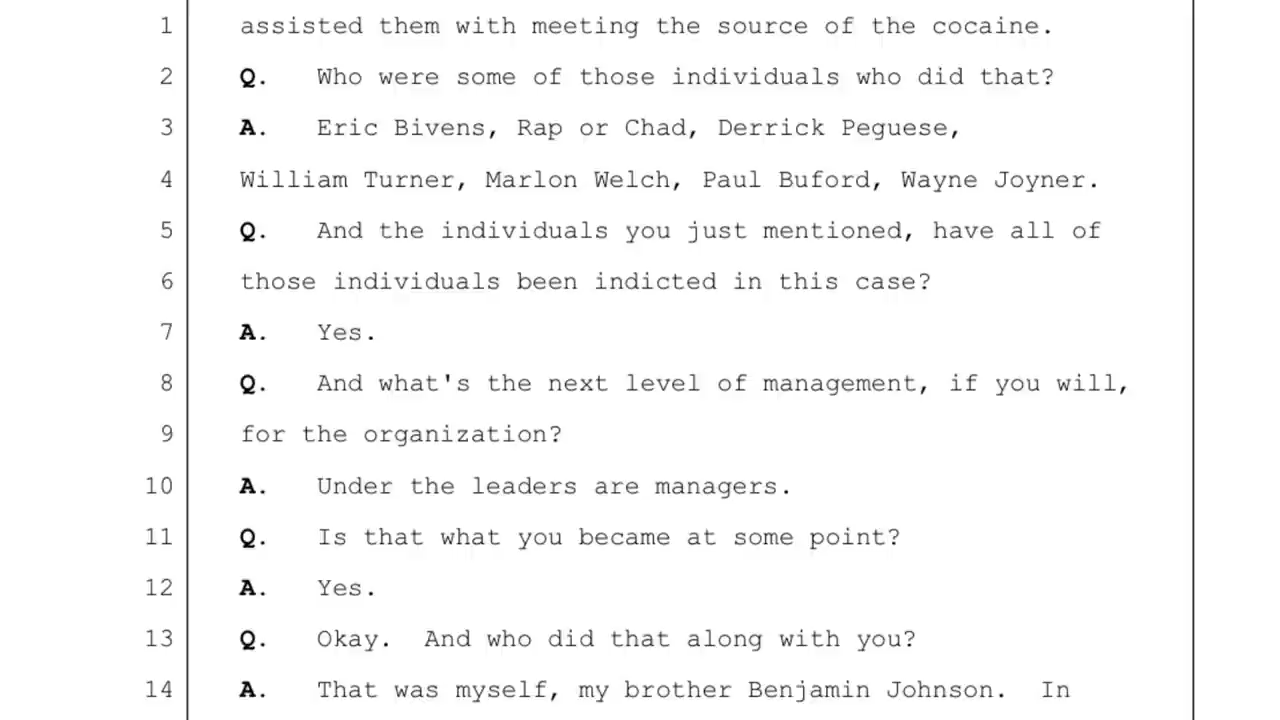 1 assisted them with meeting the source of the cocaine.
2 Q. Who were some of those individuals who did that?
3 A. Eric Bivens, Rap or Chad, Derrick Peguese,
4 William Turner, Marlon Welch, Paul Buford, Wayne Joyner.
5 Q. And the individuals you just mentioned, have all of
6 those individuals been indicted in this case?
7 A. Yes.
8 Q. And what's the next level of management, if you will,
9 for the organization?
10 A. Under the leaders are managers.
11 Q. Is that what you became at some point?
12 A. Yes.
13 Q. Okay. And who did that along with you?
14 A. That was myself, my brother Benjamin Johnson. In